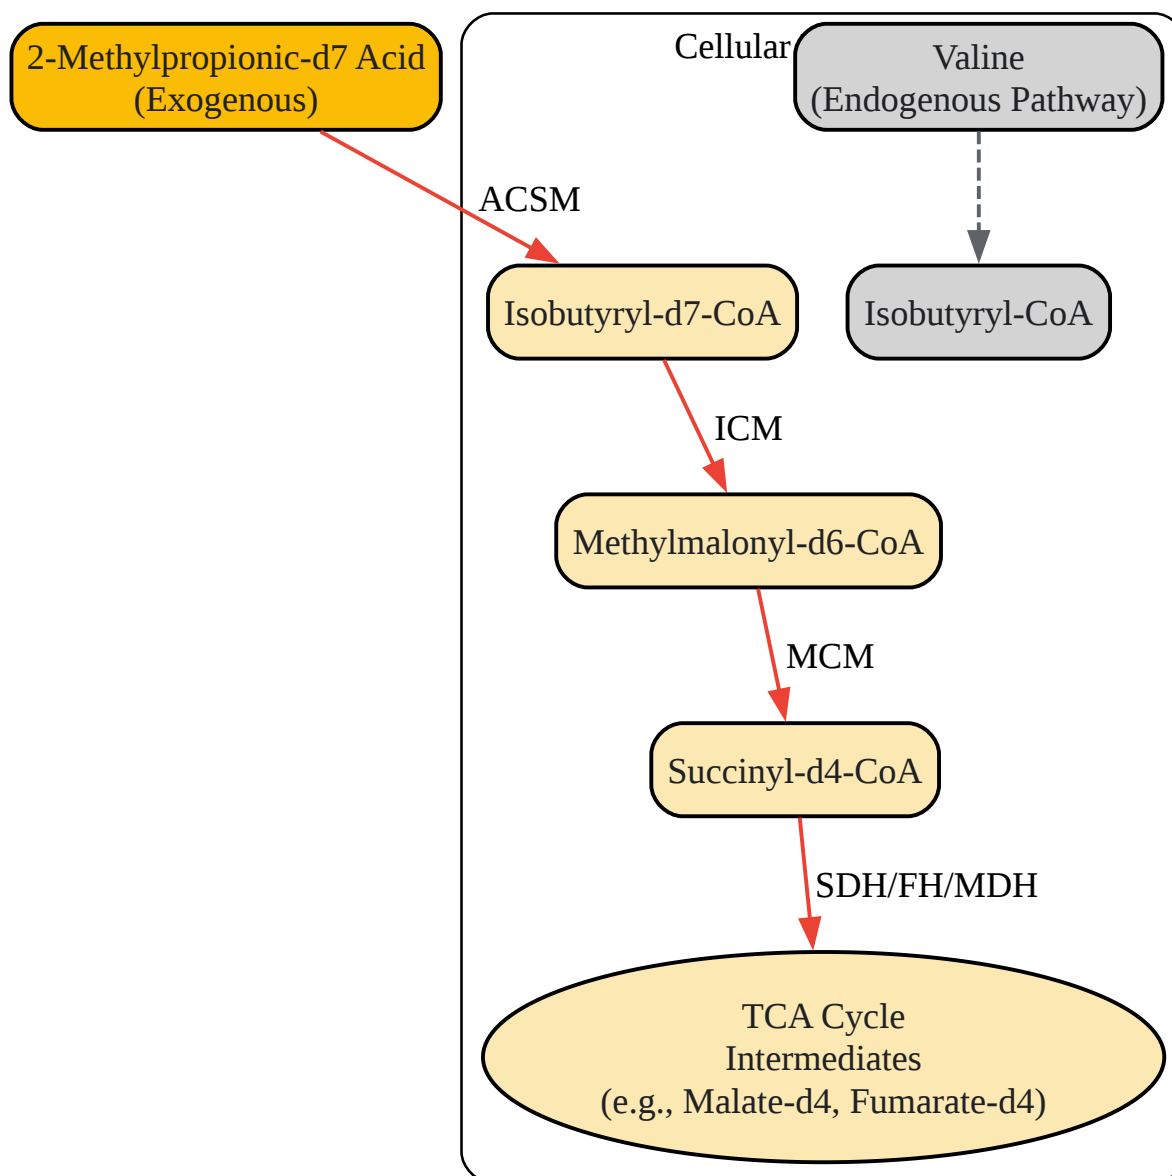 2-Methylpropionic-d7 Acid
(Exogenous)
Cellular
Valine
(Endogenous Pathway)
ACSM
Isobutyryl-d7-CoA
Isobutyryl-CoA
ICM
Methylmalonyl-d6-CoA
MCM
Succinyl-d4-CoA
SDH/FH/MDH
TCA Cycle
Intermediates
(e.g., Malate-d4, Fumarate-d4)